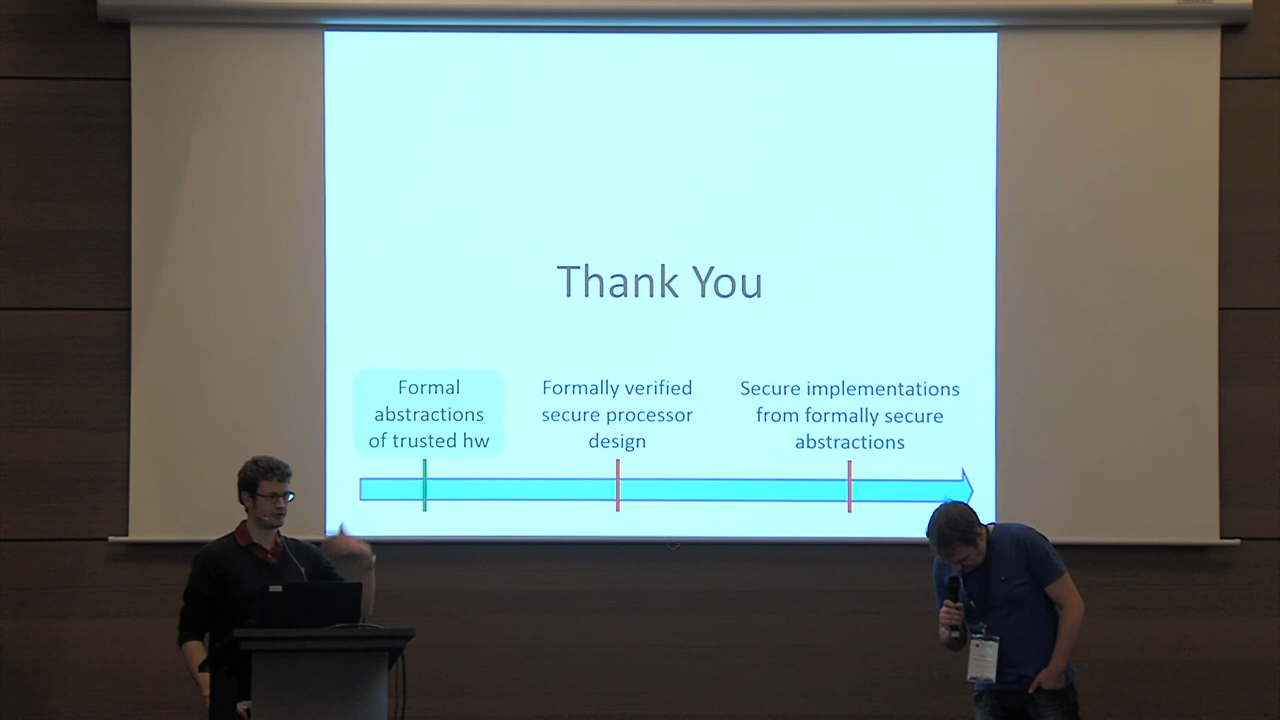 Thank You
Formal
abstractions
of trusted hw
Formally verified
secure processor
design
Secure implementations
from formally secure
abstractions